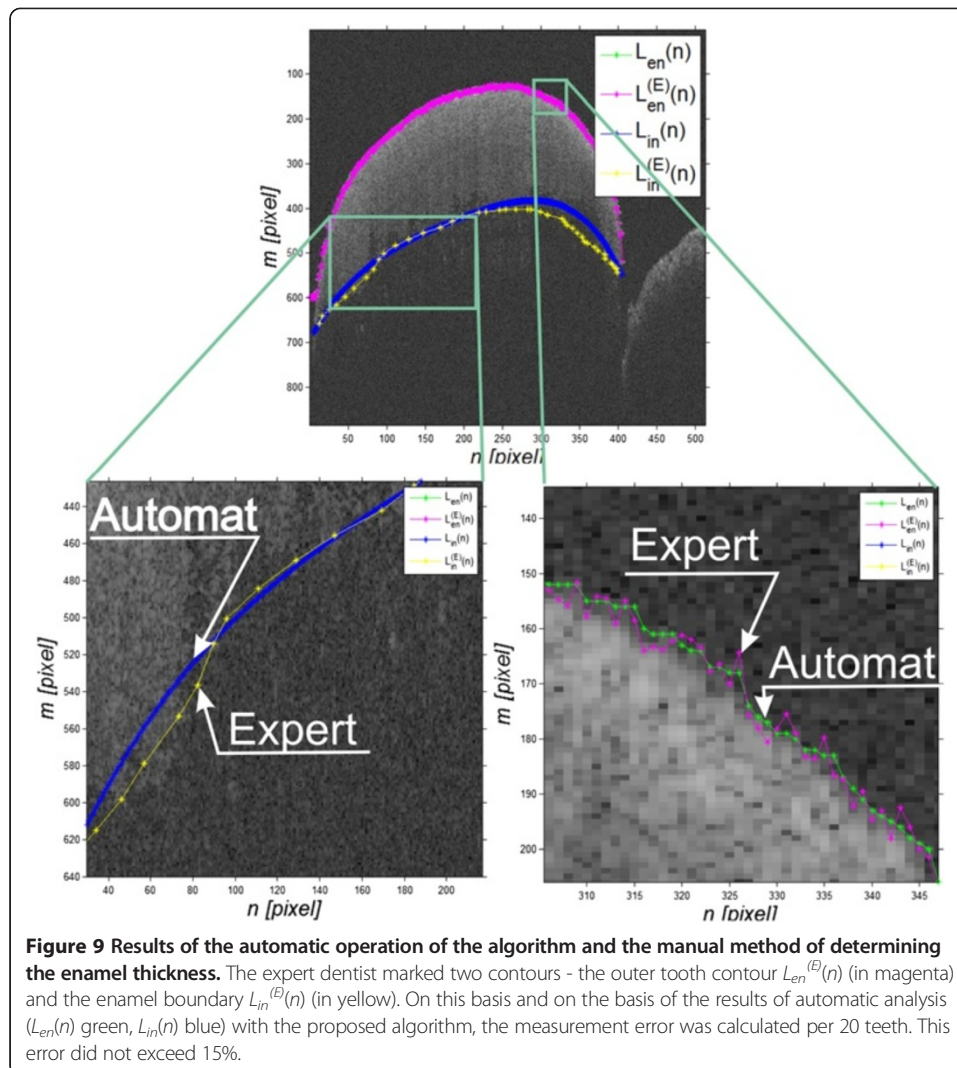 100
200
300
400
500
600
700
800
m [pixel]
50 100 150 200 250 300 350 400 450 500
n [pixel]
L_en(n)
L_en^(E)(n)
L_in(n)
L_in^(E)(n)
440
460
480
500
520
540
560
580
600
620
640
m [pixel]
40 60 80 100 120 140 160 180 200
n [pixel]
Automat
Expert
L_en(n)
L_en^(E)(n)
L_in(n)
L_in^(E)(n)
140
150
160
170
180
190
200
m [pixel]
310 315 320 325 330 335 340 345
n [pixel]
Expert
Automat
L_en(n)
L_en^(E)(n)
L_in(n)
L_in^(E)(n)
Figure 9 Results of the automatic operation of the algorithm and the manual method of determining
the enamel thickness. The expert dentist marked two contours - the outer tooth contour L_en^(E)(n) (in magenta)
and the enamel boundary L_in^(E)(n) (in yellow). On this basis and on the basis of the results of automatic analysis
(L_en(n) green, L_in(n) blue) with the proposed algorithm, the measurement error was calculated per 20 teeth. This
error did not exceed 15%.